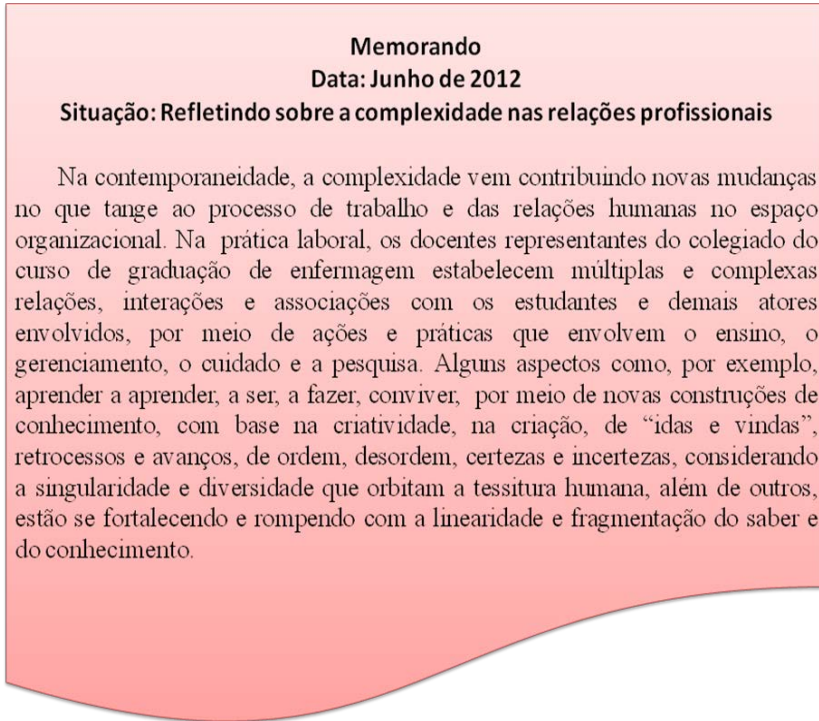 Memorando
Data: Junho de 2012
Situação: Refletindo sobre a complexidade nas relações profissionais
Na contemporaneidade, a complexidade vem contribuindo novas mudanças
no que tange ao processo de trabalho e das relações humanas no espaço
organizacional. Na prática laboral, os docentes representantes do colegiado do
curso de graduação de enfermagem estabelecem múltiplas e complexas
relações, interações e associações com os estudantes e demais atores
envolvidos, por meio de ações e práticas que envolvem o ensino, o
gerenciamento, o cuidado e a pesquisa. Alguns aspectos como, por exemplo,
aprender a aprender, a ser, a fazer, conviver, por meio de novas construções de
conhecimento, com base na criatividade, na criação, de “idas e vindas”,
retrocessos e avanços, de ordem, desordem, certezas e incertezas, considerando
a singularidade e diversidade que orbitam a tessitura humana, além de outros,
estão se fortalecendo e rompendo com a linearidade e fragmentação do saber e
do conhecimento.